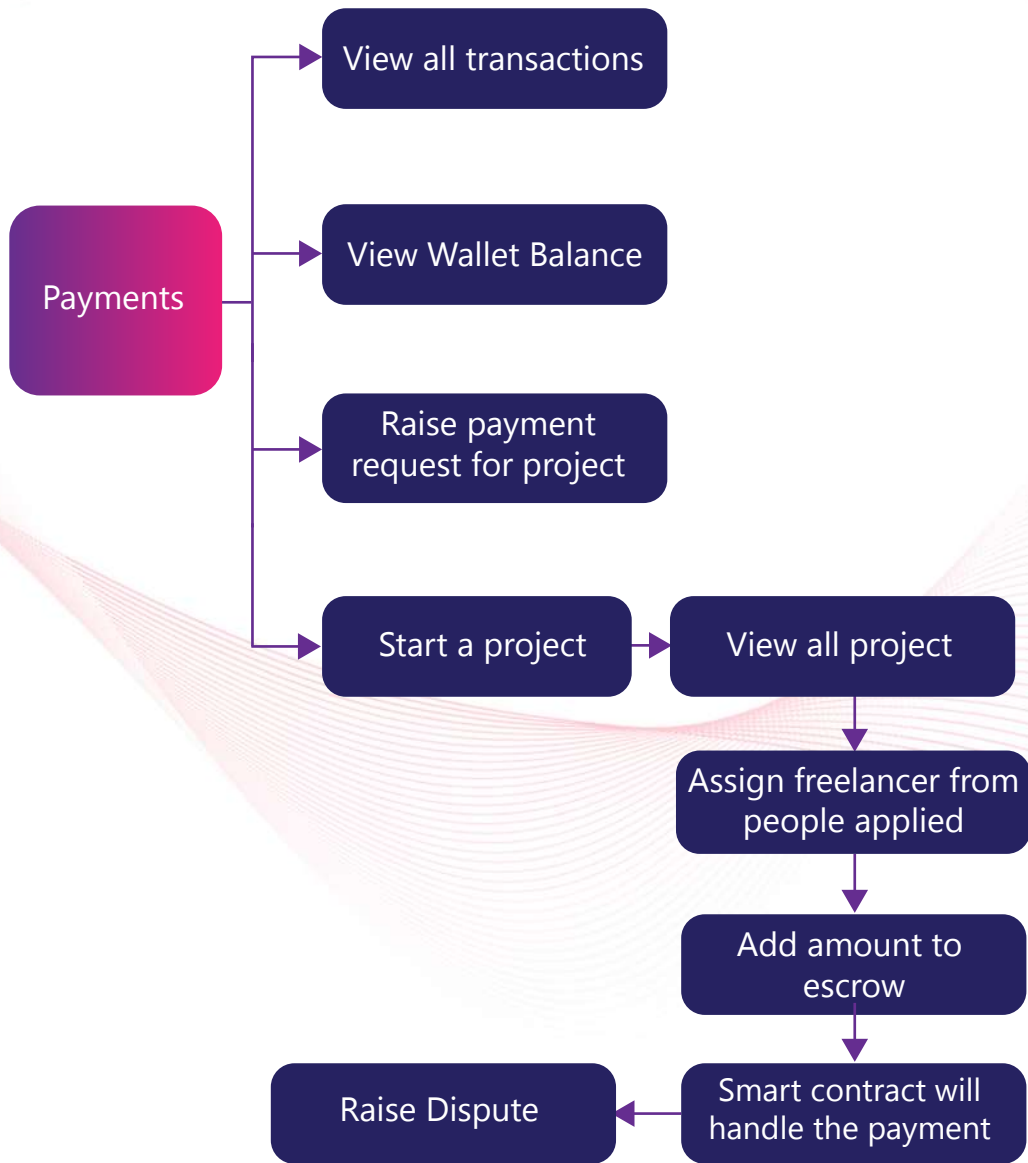 View all transactions
Payments
View Wallet Balance
Raise payment
request for project
Start a project
View all project
Assign freelancer from
people applied
Add amount to
escrow
Smart contract will
handle the payment
Raise Dispute